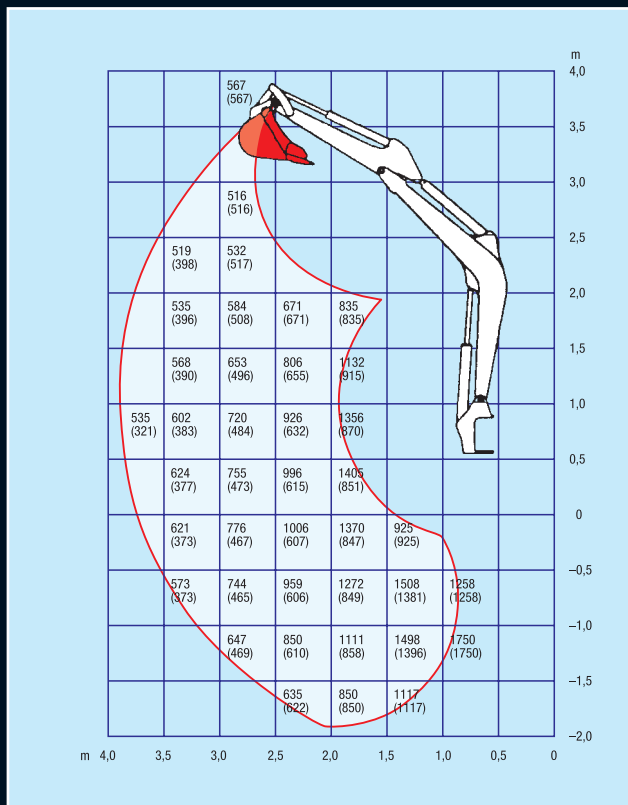 m
567 4,0
(567)
3,5
3,0
516
(516)
2,5
519 532
(398) (517)
2,0
535 584 671 835
(396) (508) (671) (835)
1,5
568 653 806 1132
(390) (496) (655) (915)
1,0
535 602 720 926 1356
(321) (383) (484) (632) (870)
0,5
624 755 996 1405
(377) (473) (615) (851)
0
621 776 1006 1370 925
(373) (467) (607) (847) (925)
–0,5
573 744 959 1272 1508 1258
(373) (465) (606) (849) (1381) (1258)
–1,0
647 850 1111 1498 1750
(469) (610) (858) (1396) (1750)
–1,5
635 850 1117
(622) (850) (1117)
–2,0
m 4,0 3,5 3,0 2,5 2,0 1,5 1,0 0,5 0